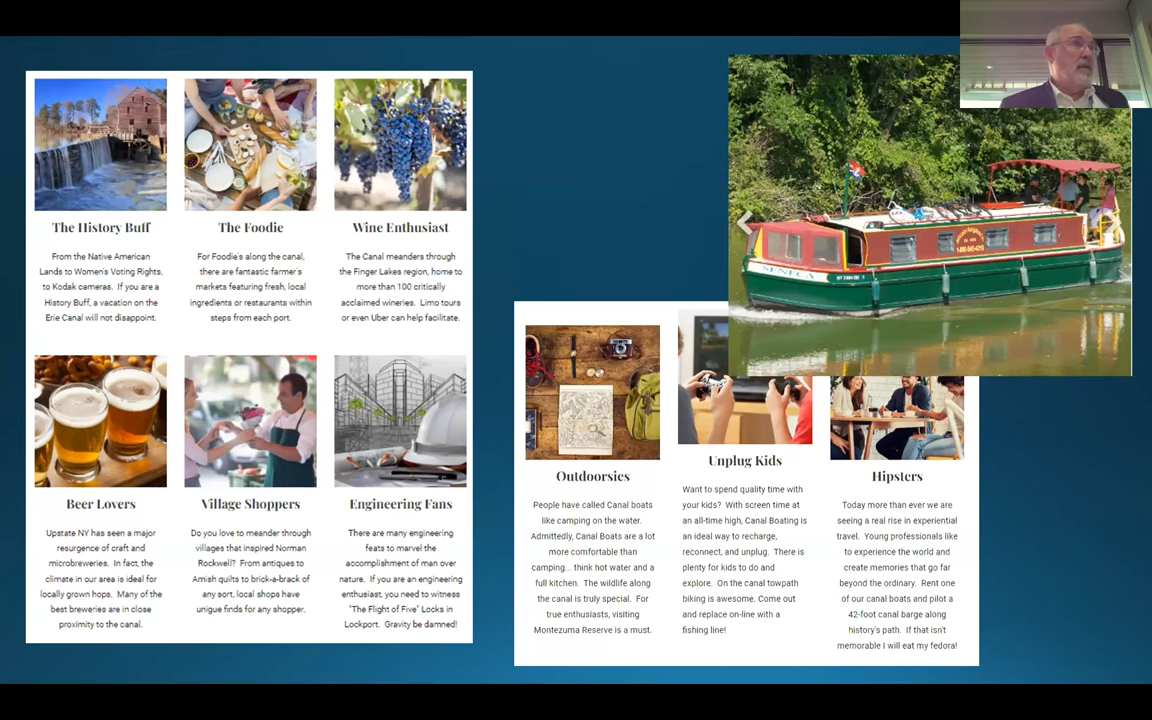 The History Buff
From the Native American
Lands to Women's Voting Rights,
to Kodak cameras. If you are a
History Buff, a vacation on the
Erie Canal will not disappoint.
The Foodie
For Foodie's along the canal,
there are fantastic farmer's
markets featuring fresh, local
ingredients or restaurants within
steps from each port.
Wine Enthusiast
The Canal meanders through
the Finger Lakes region, home to
more than 100 critically
acclaimed wineries. Limo tours
or even Uber can help facilitate.
Beer Lovers
Upstate NY has seen a major
resurgence of craft and
microbreweries. In fact, the
climate in our area is ideal for
locally grown hops. Many of the
best breweries are in close
proximity to the canal.
Village Shoppers
Do you love to meander through
villages that inspired Norman
Rockwell? From antiques to
Amish quilts to brick-a-brack of
any sort, local shops have
unique finds for any shopper.
Engineering Fans
There are many engineering
feats to marvel the
accomplishment of man over
nature. If you are an engineering
enthusiast, you need to witness
"The Flight of Five" Locks in
Lockport. Gravity be damned!
SENECA
Outdoorsies
People have called Canal boats
like camping on the water.
Admittedly, Canal Boats are a lot
more comfortable than
camping... think hot water and a
full kitchen. The wildlife along
the canal is truly special. For
true enthusiasts, visiting
Montezuma Reserve is a must.
Unplug Kids
Want to spend quality time with
your kids? With screen time at
an all-time high, Canal Boating is
an ideal way to recharge,
reconnect, and unplug. There is
plenty for kids to do and
explore. On the canal towpath
biking is awesome. Come out
and replace on-line with a
fishing line!
Hipsters
Today more than ever we are
seeing a real rise in experiential
travel. Young professionals like
to experience the world and
create memories that go far
beyond the ordinary. Rent one
of our canal boats and pilot a
42-foot canal barge along
history's path. If that isn't
memorable I will eat my fedora!